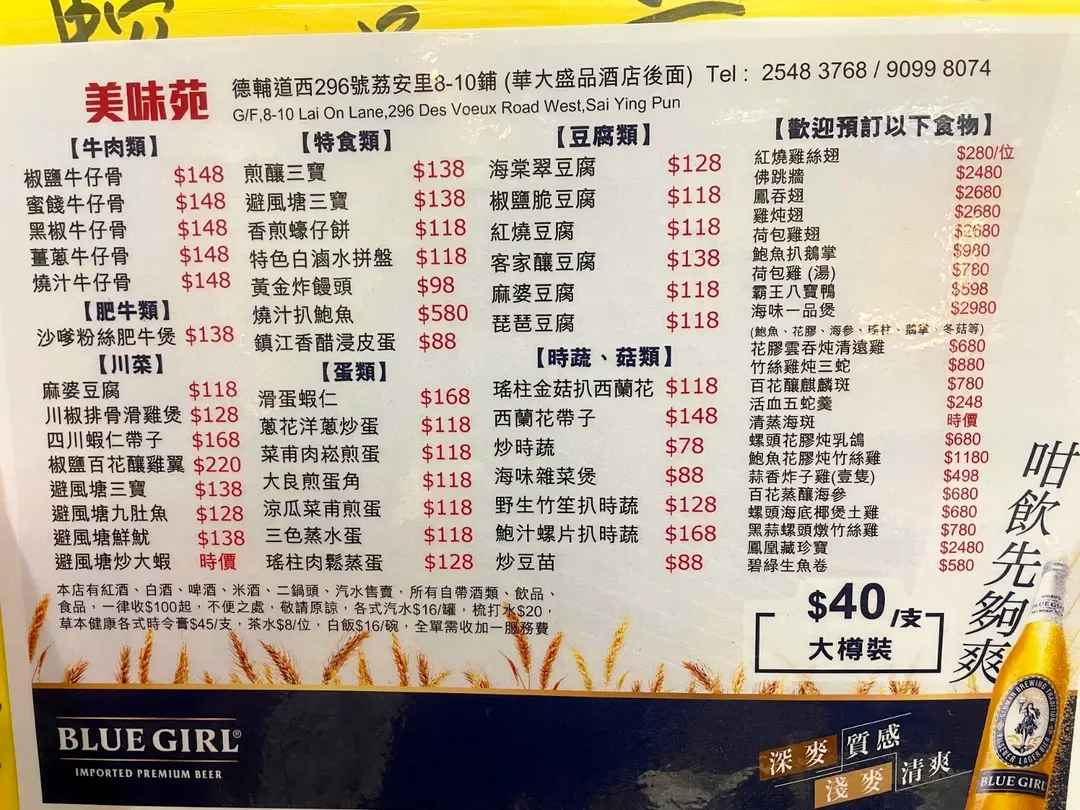 美味苑
德輔道西296號荔安里8-10鋪 (華大盛品酒店後面) Tel : 2548 3768 / 9099 8074
G/F,8-10 Lai On Lane,296 Des Voeux Road West,Sai Ying Pun
【牛肉類】
椒鹽牛仔骨 $148
蜜餞牛仔骨 $148
黑椒牛仔骨 $148
薑蔥牛仔骨 $148
燒汁牛仔骨 $148
【肥牛類】
沙嗲粉絲肥牛煲 $138
【川菜】
麻婆豆腐 $118
川椒排骨滑雞煲 $128
四川蝦仁帶子 $168
椒鹽百花釀雞翼 $220
避風塘三寶 $138
避風塘九肚魚 $128
避風塘鮮魷 $138
避風塘炒大蝦 時價
【特食類】
煎釀三寶 $138
避風塘三寶 $138
香煎蠔仔餅 $118
特色白滷水拼盤 $118
黃金炸饅頭 $98
燒汁扒鮑魚 $580
鎮江香醋浸皮蛋 $88
【蛋類】
滑蛋蝦仁 $168
蔥花洋蔥炒蛋 $118
菜甫肉崧煎蛋 $118
大良煎蛋角 $118
涼瓜菜甫煎蛋 $118
三色蒸水蛋 $118
瑤柱肉鬆蒸蛋 $128
【豆腐類】
海棠翠豆腐 $128
椒鹽脆豆腐 $118
紅燒豆腐 $118
客家釀豆腐 $138
麻婆豆腐 $118
琵琶豆腐 $118
【時蔬、菇類】
瑤柱金菇扒西蘭花 $118
西蘭花帶子 $148
炒時蔬 $78
海味雜菜煲 $88
野生竹笙扒時蔬 $128
鮑汁螺片扒時蔬 $168
炒豆苗 $88
【歡迎預訂以下食物】
紅燒雞絲翅 $280/位
佛跳牆 $2480
鳳吞翅 $2680
雞炖翅 $2680
荷包雞翅 $2680
鮑魚扒鵝掌 $980
荷包雞 (湯) $780
霸王八寶鴨 $598
海味一品煲 $2980
(鮑魚、花膠、海參、瑤柱、鵝掌、冬菇等)
花膠雲吞炖清遠雞 $680
竹絲雞炖三蛇 $880
百花釀麒麟斑 $780
活血五蛇羹 $248
清蒸海斑 時價
螺頭花膠炖乳鴿 $680
鮑魚花膠炖竹絲雞 $1180
蒜香炸子雞(壹隻) $498
百花蒸釀海參 $680
螺頭海底椰煲土雞 $680
黑蒜螺頭燉竹絲雞 $780
鳳凰藏珍寶 $2480
碧綠生魚卷 $580
本店有紅酒、白酒、啤酒、米酒、二鍋頭、汽水售賣，所有自帶酒類、飲品、
食品，一律收$100起，不便之處，敬請原諒，各式汽水$16/罐，梳打水$20，
草本健康各式時令膏$45/支，茶水$8/位，白飯$16/碗，全單需收加一服務費
$40/支
大樽裝
咁飲先夠爽
BLUE GIRL®
IMPORTED PREMIUM BEER
深麥 質感
淺麥 清爽
BLUE GIRL